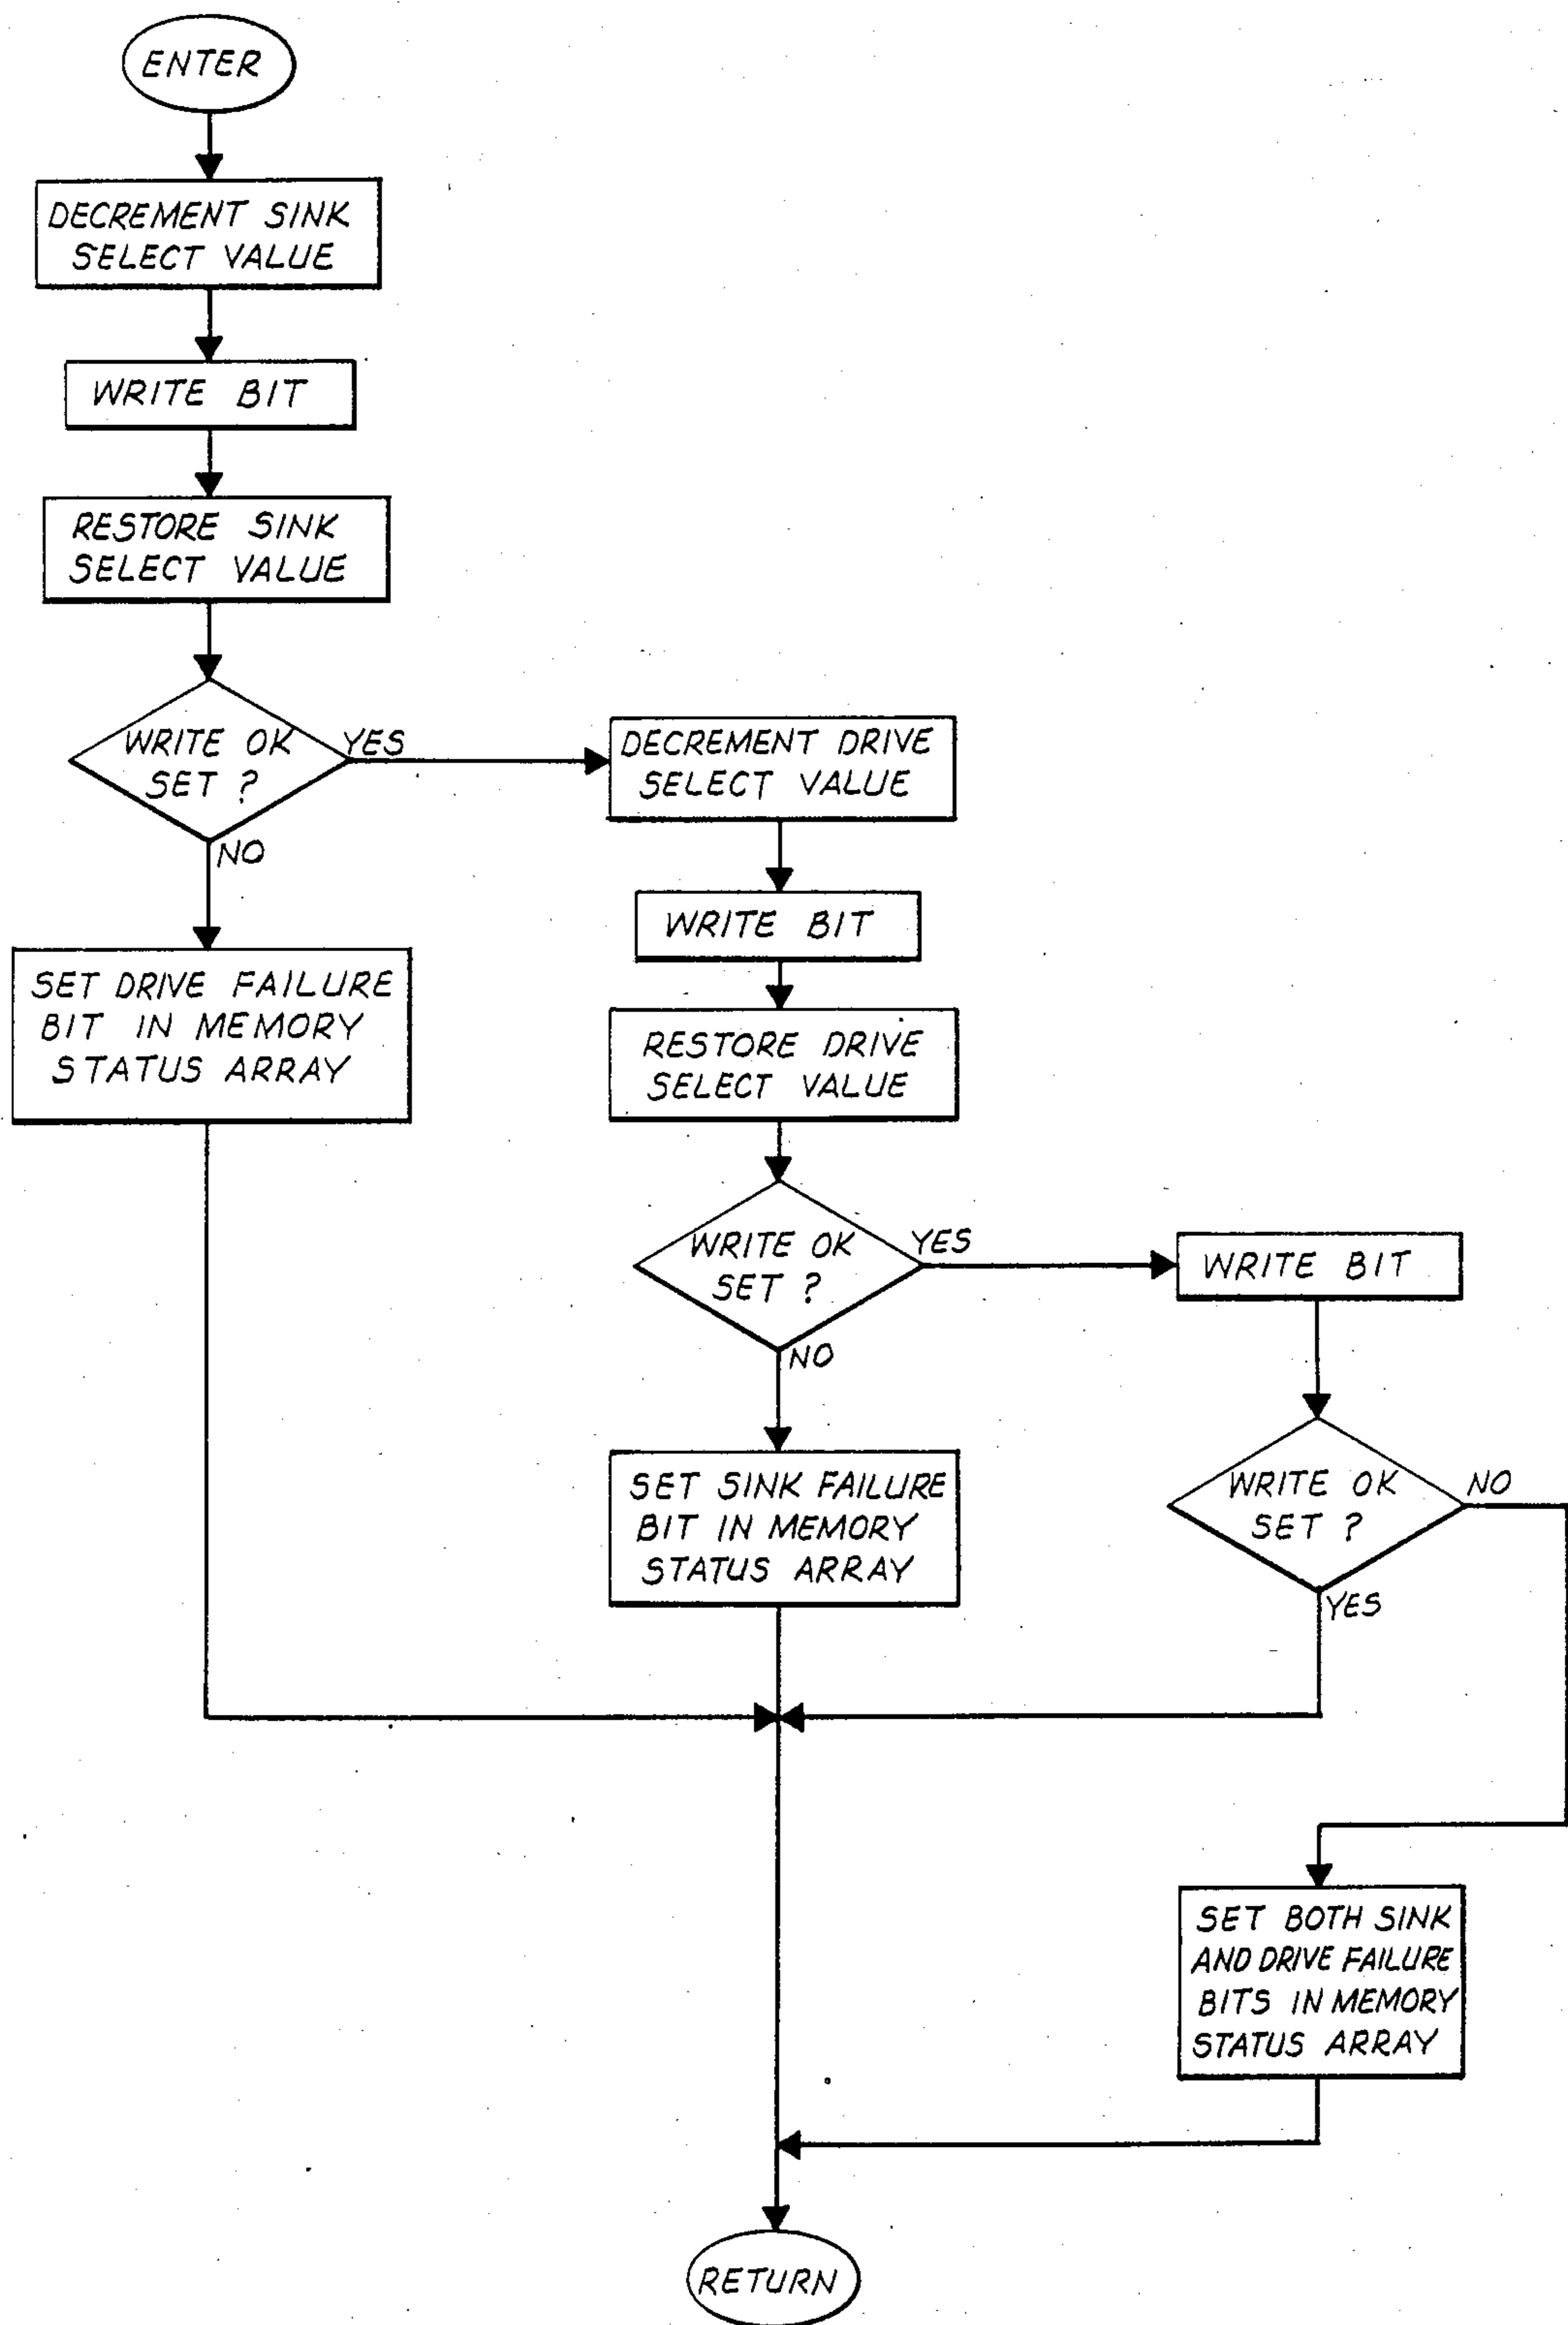 ENTER
DECREMENT SINK
SELECT VALUE
WRITE BIT
RESTORE SINK
SELECT VALUE
WRITE OK
SET ?
YES
NO
SET DRIVE FAILURE
BIT IN MEMORY
STATUS ARRAY
DECREMENT DRIVE
SELECT VALUE
WRITE BIT
RESTORE DRIVE
SELECT VALUE
WRITE OK
SET ?
YES
NO
SET SINK FAILURE
BIT IN MEMORY
STATUS ARRAY
WRITE BIT
WRITE OK
SET ?
NO
YES
SET BOTH SINK
AND DRIVE FAILURE
BITS IN MEMORY
STATUS ARRAY
RETURN